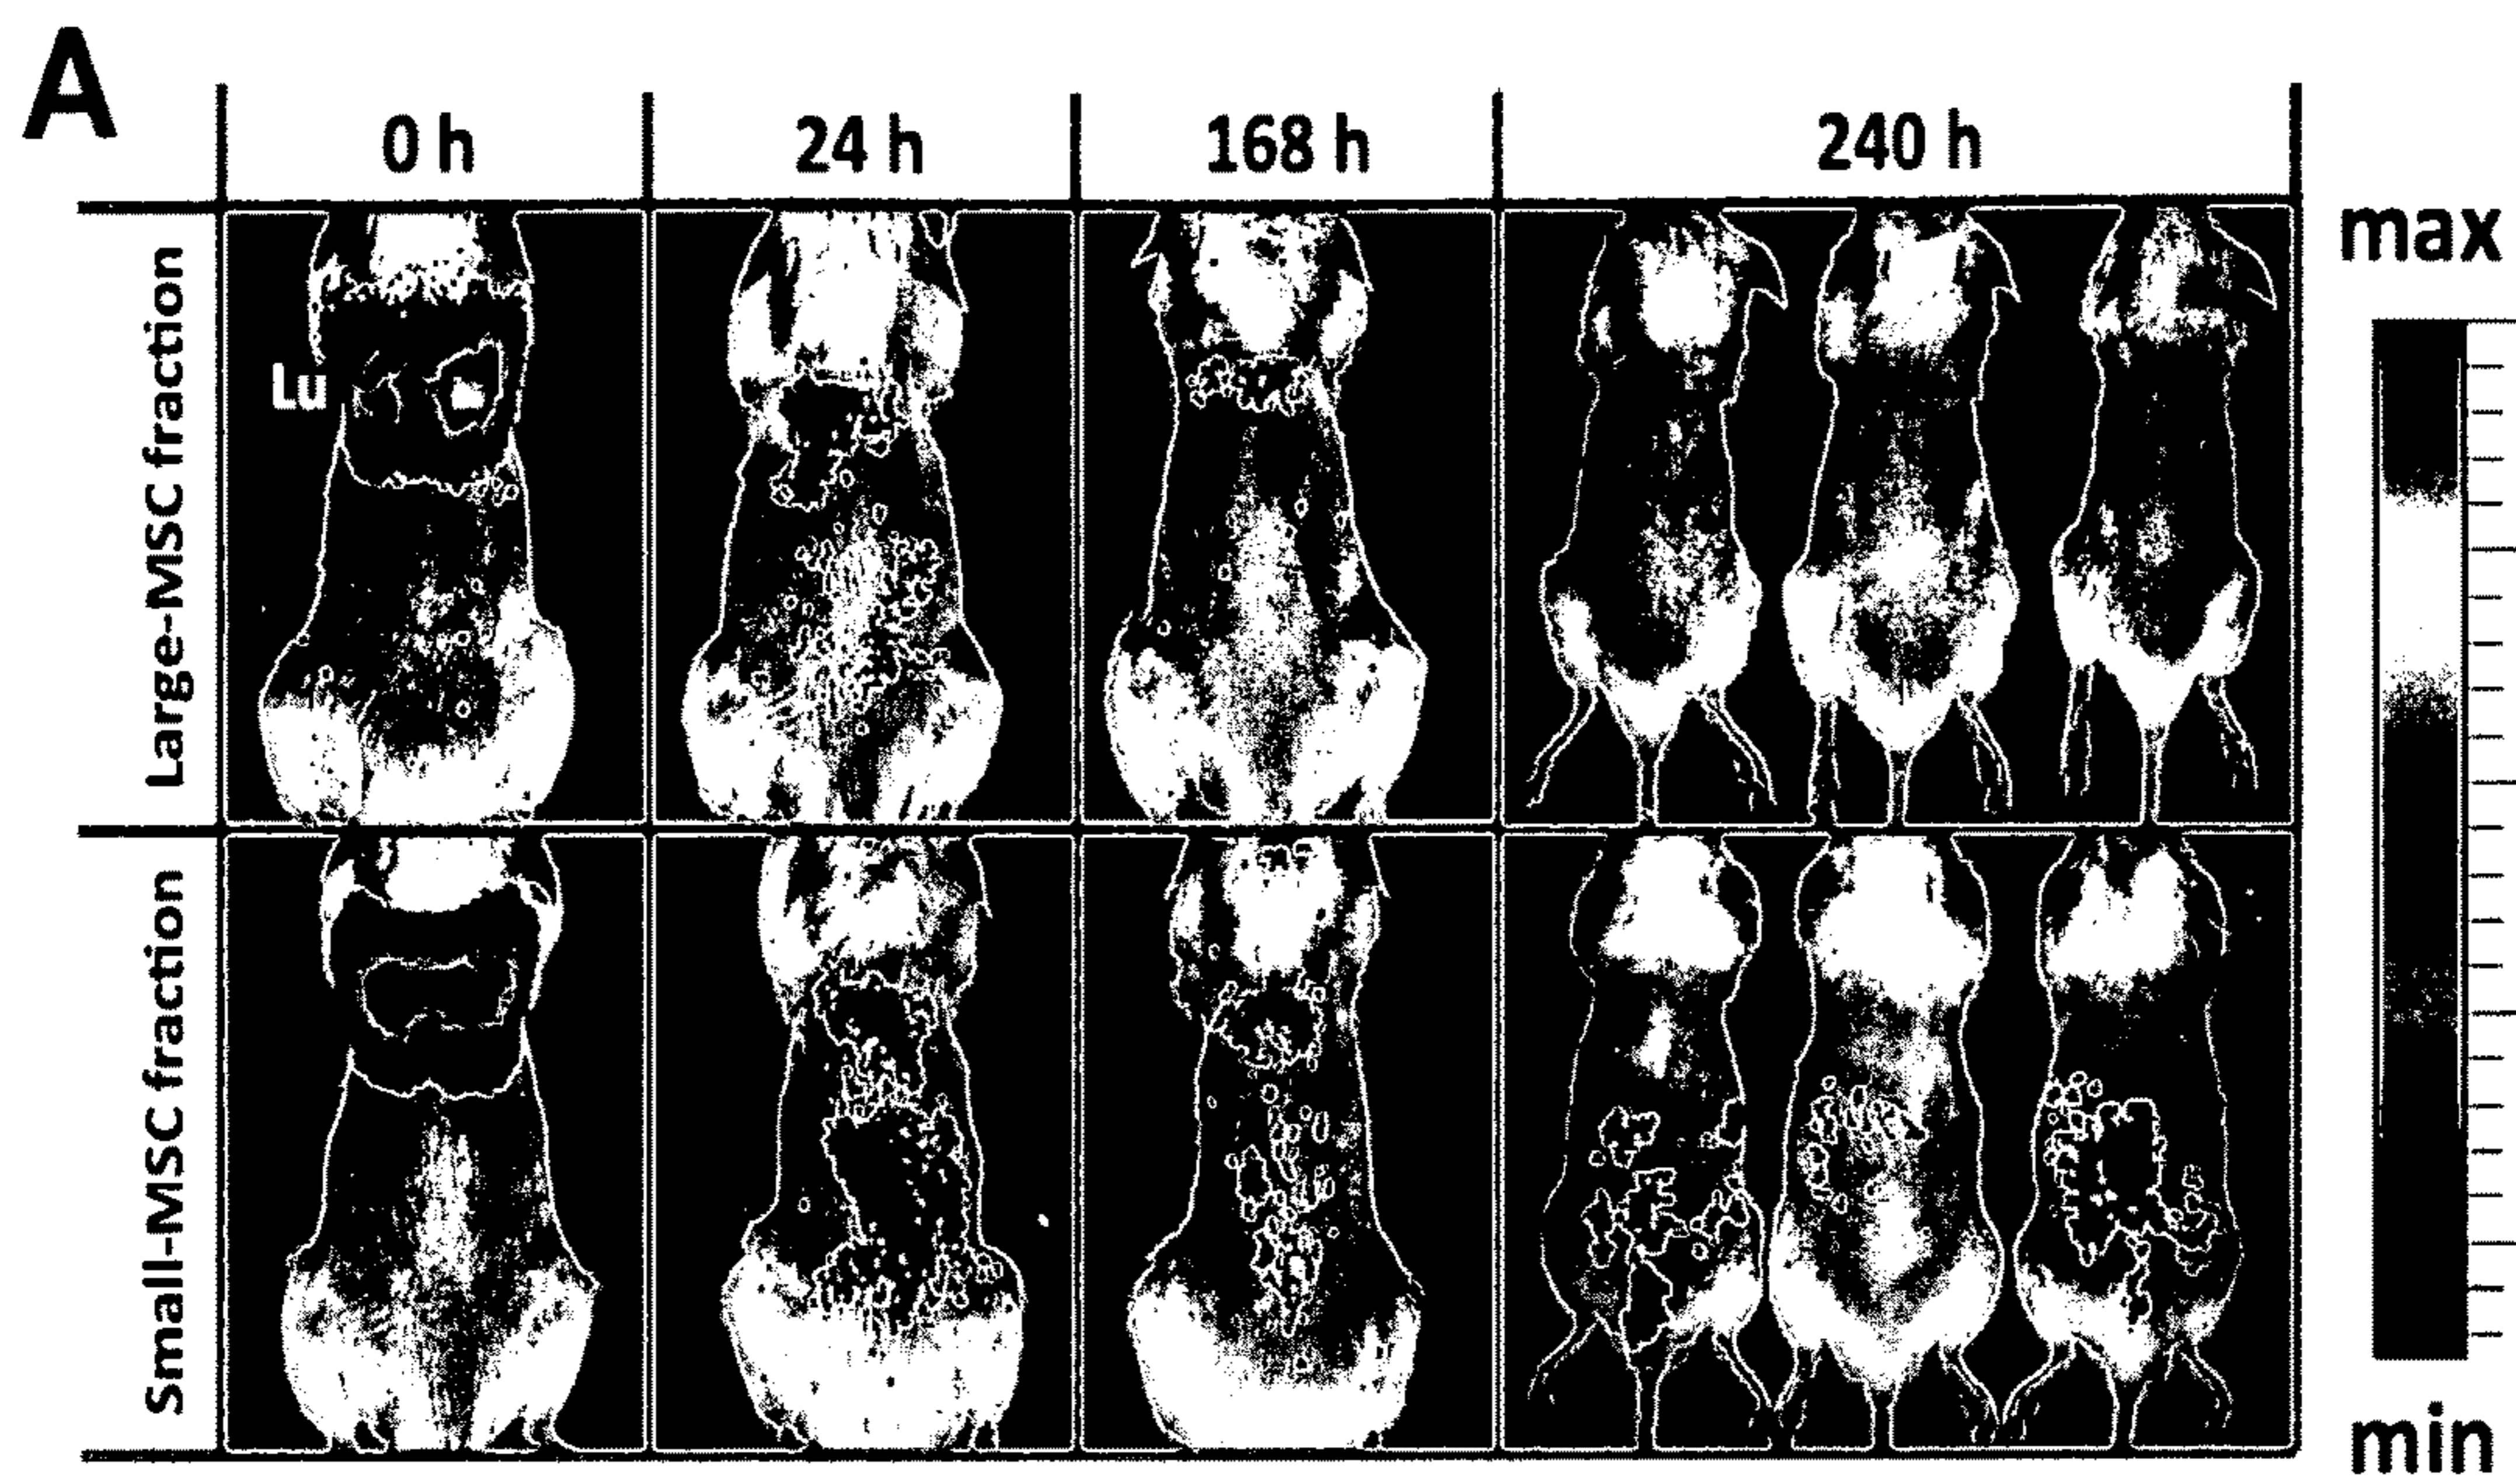 A
0 h 24 h 168 h 240 h
max
Large-MSC fraction
Lu
Small-MSC fraction
min